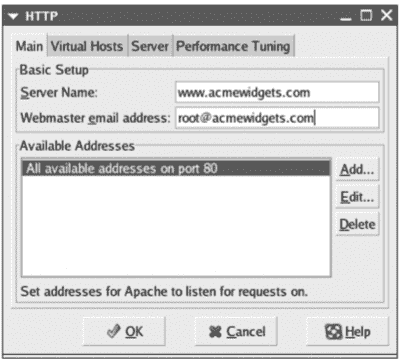 HTTP
Main Virtual Hosts Server Performance Tuning
Basic Setup
Server Name: www.acmewidgets.com
Webmaster email address: root@acmewidgets.com
Available Addresses
All available addresses on port 80
Add...
Edit...
Delete
Set addresses for Apache to listen for requests on.
OK Cancel Help